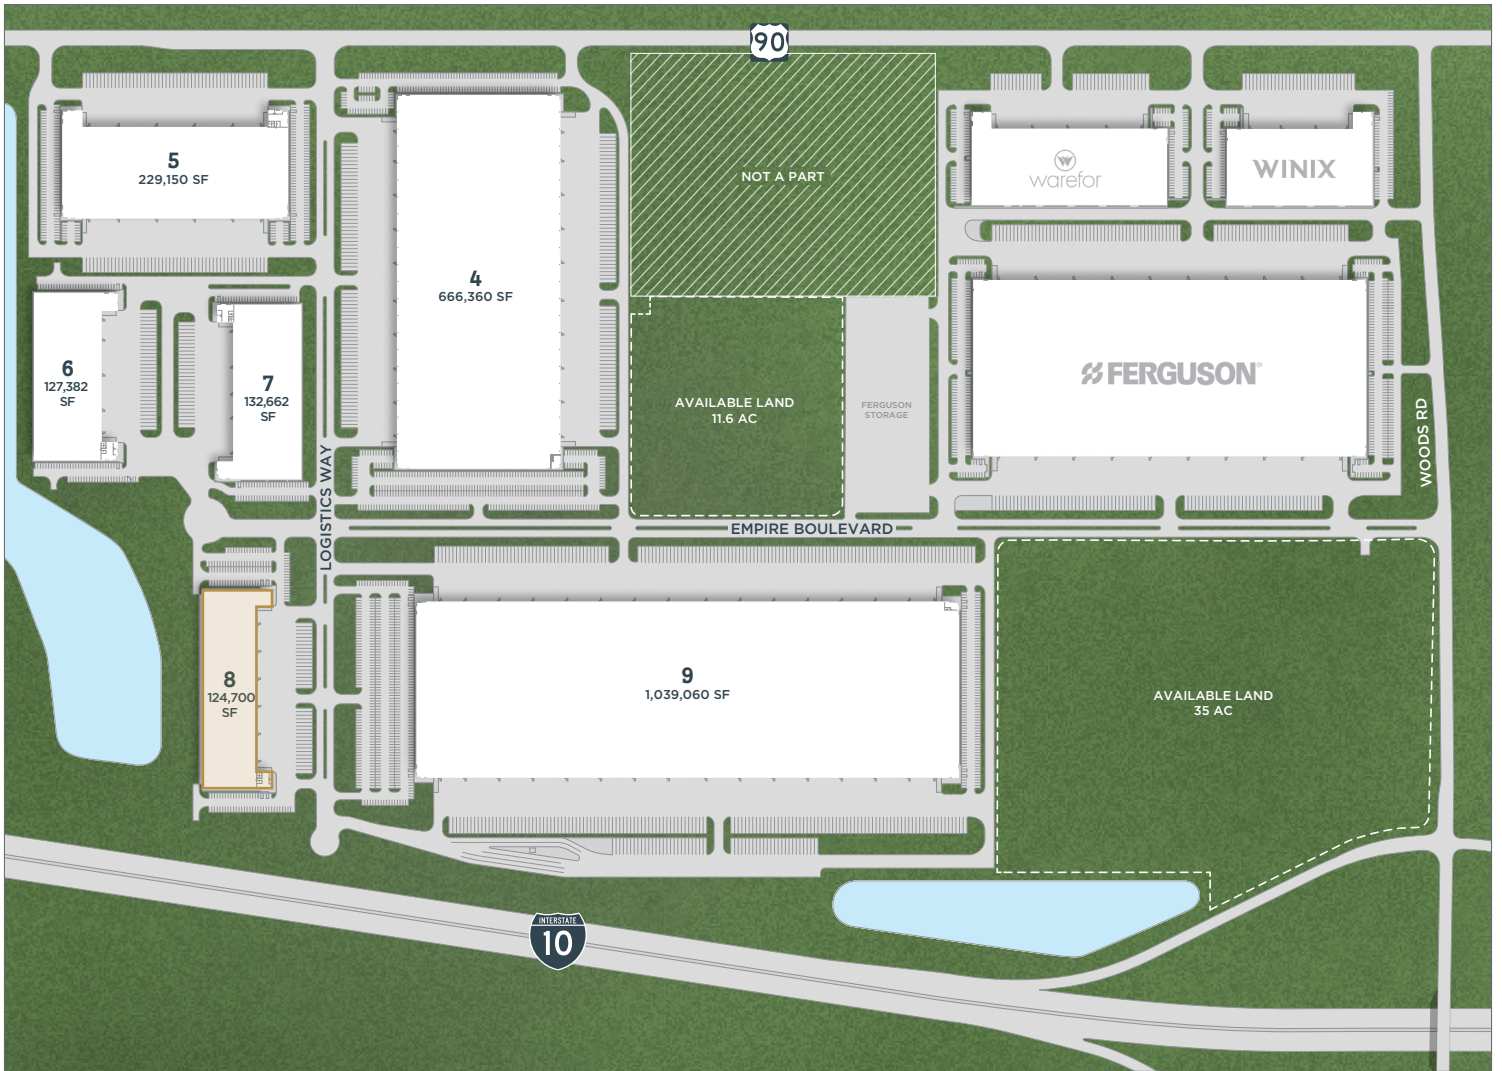 90
5
229,150 SF
NOT A PART
warefor
WINIX
4
666,360 SF
6
127,382
SF
7
132,662
SF
AVAILABLE LAND
11.6 AC
FERGUSON
STORAGE
FERGUSON
WOODS RD
LOGISTICS WAY
EMPIRE BOULEVARD
8
124,700
SF
9
1,039,060 SF
AVAILABLE LAND
35 AC
INTERSTATE
10